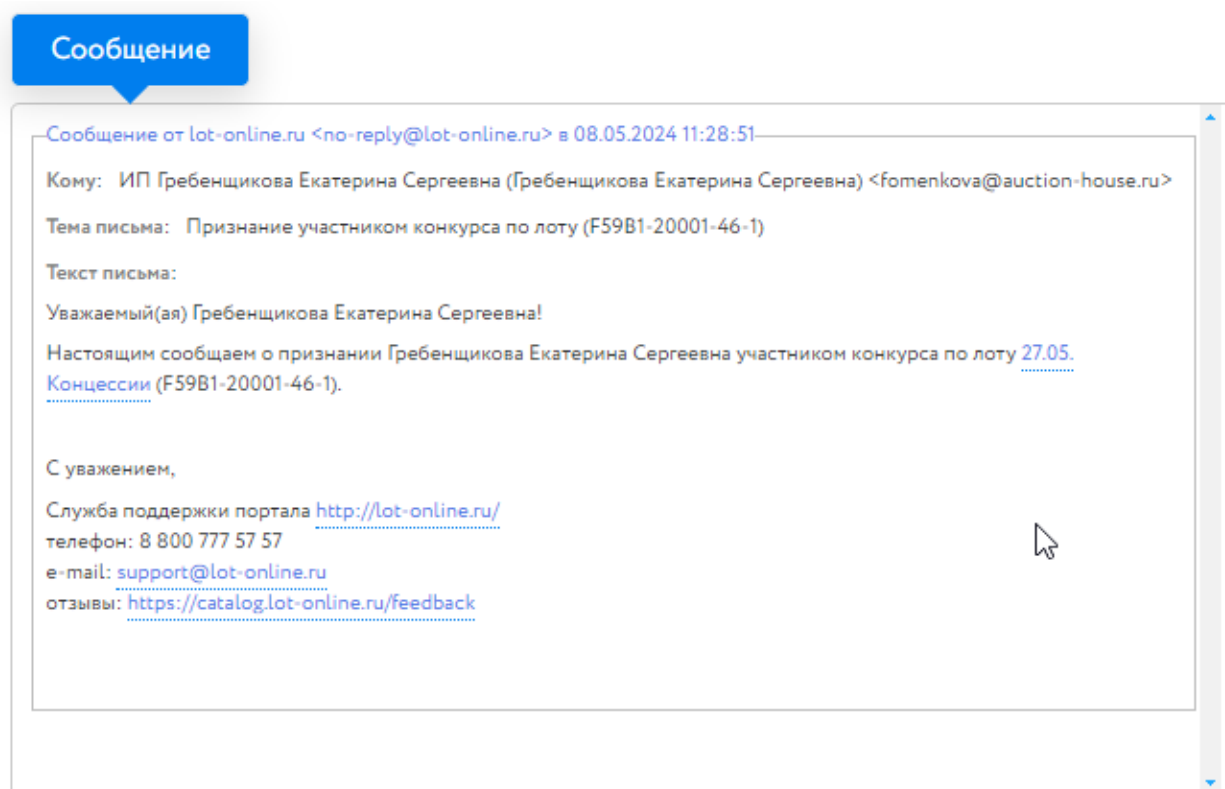 Сообщение
Сообщение от lot-online.ru <no-reply@lot-online.ru> в 08.05.2024 11:28:51
Кому: ИП Гребенщикова Екатерина Сергеевна (Гребенщикова Екатерина Сергеевна) <fomenkova@auction-house.ru>
Тема письма: Признание участником конкурса по лоту (F59B1-20001-46-1)
Текст письма:
Уважаемый(ая) Гребенщикова Екатерина Сергеевна!
Настоящим сообщаем о признании Гребенщикова Екатерина Сергеевна участником конкурса по лоту 27.05.
Концессии (F59B1-20001-46-1).
С уважением,
Служба поддержки портала http://lot-online.ru/
телефон: 8 800 777 57 57
e-mail: support@lot-online.ru
отзывы: https://catalog.lot-online.ru/feedback